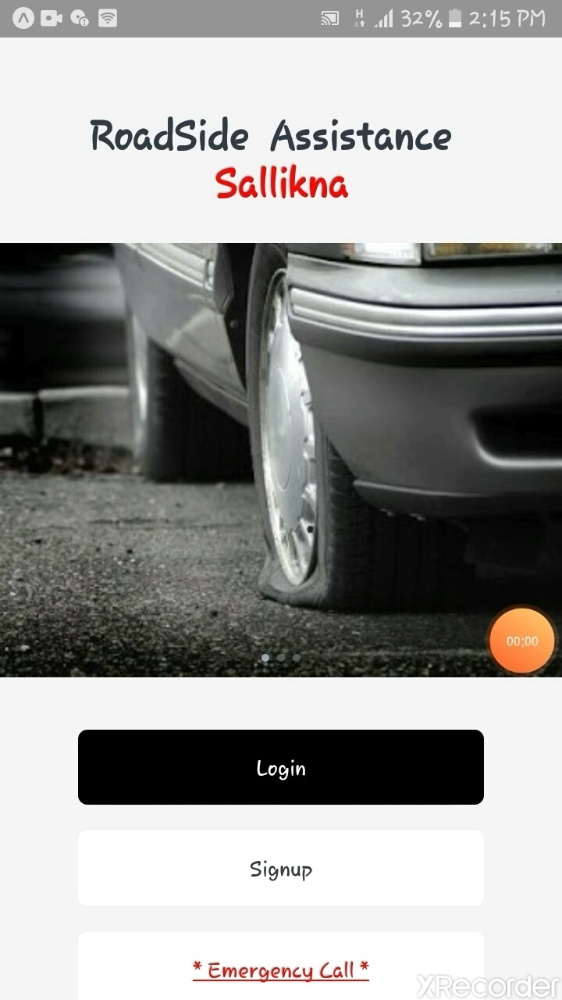 H 32% 2:15 PM
RoadSide Assistance
Sallikna
00:00
Login
Signup
* Emergency Call *
XRecorder